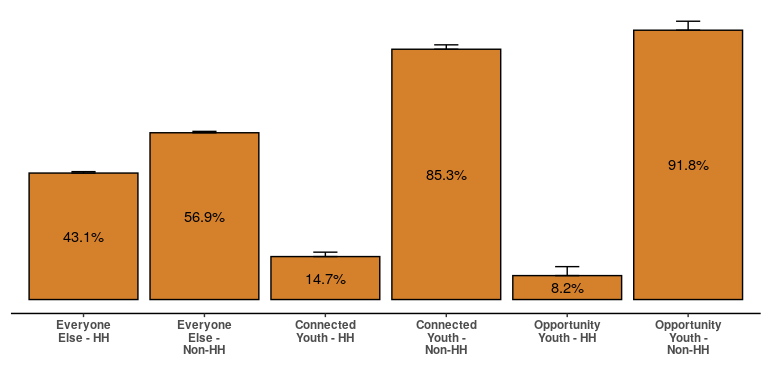 91.8%
85.3%
56.9%
43.1%
14.7%
8.2%
Everyone
Else - HH
Everyone
Else -
Non-HH
Connected
Youth - HH
Connected
Youth -
Non-HH
Opportunity
Youth - HH
Opportunity
Youth -
Non-HH